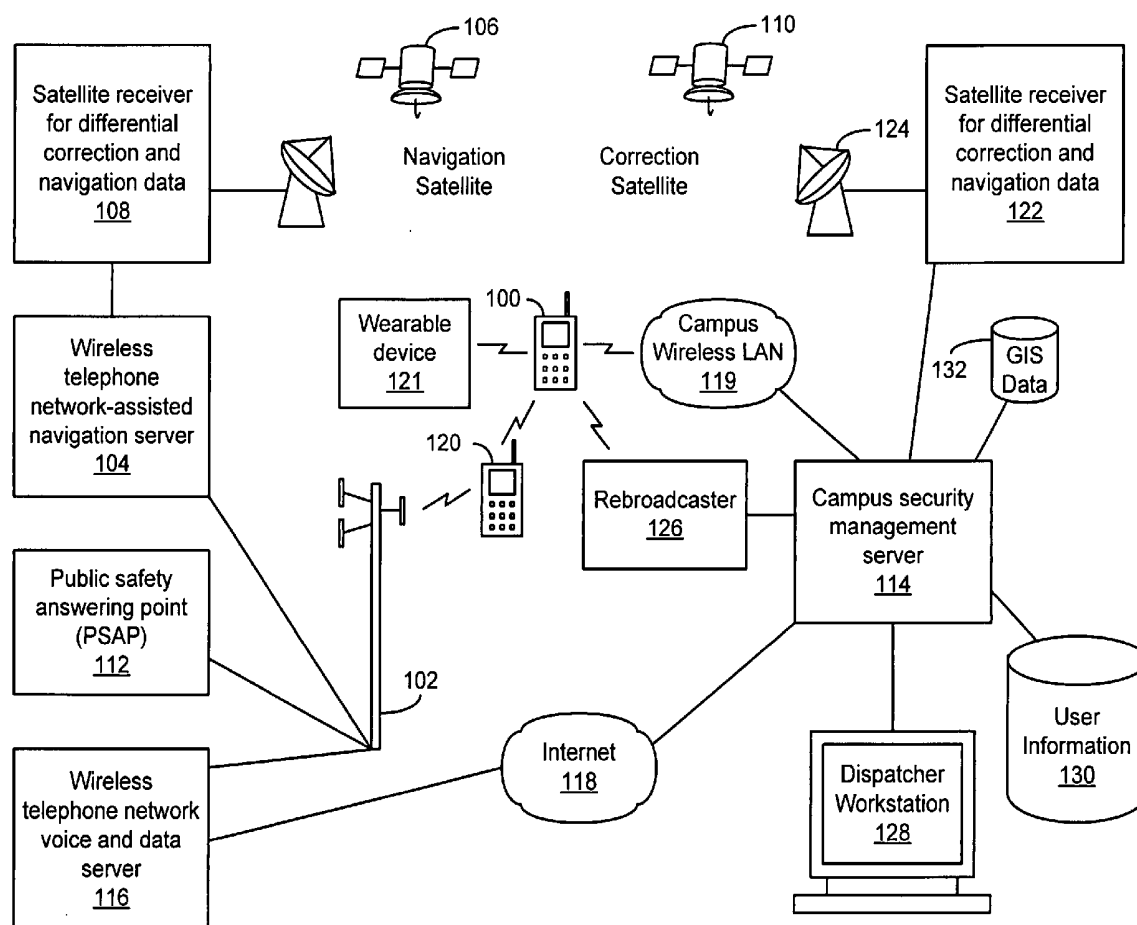 106
110
Satellite receiver
for differential
correction and
navigation data
108
Navigation
Satellite
Correction
Satellite
124
Satellite receiver
for differential
correction and
navigation data
122
Wireless
telephone
network-assisted
navigation server
104
Wearable
device
121
100
Campus
Wireless LAN
119
132
GIS
Data
120
Rebroadcaster
126
Campus security
management
server
114
Public safety
answering point
(PSAP)
112
102
Wireless
telephone network
voice and data
server
116
Internet
118
Dispatcher
Workstation
128
User
Information
130